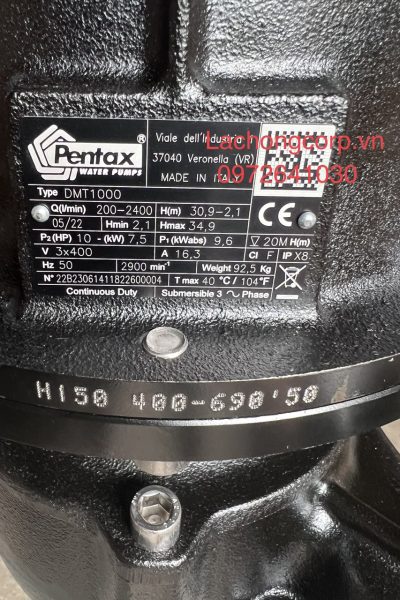 Pentax ®
WATER PUMPS
Viale dell'Industria
37040 Veronella (VR)
MADE IN ITALY
Lachongcorp.vn
0972641030
Type DMT1000
Q(l/min) 200-2400 H(m) 30,9-2,1
05/22 Hmin 2,1 Hmax 34,9
P2 (HP) 10 - (kW) 7,5 P1 (kWabs) 9,6 ▽ 20M H(m)
V 3x400 A 16,3 Cl F IP X8
Hz 50 2900 min⁻¹ Weight 92,5 Kg
N° 22B23061411822600004 T max 40 °C / 104°F
Continuous Duty Submersible 3 ~ Phase
CE
H150 400-690'50